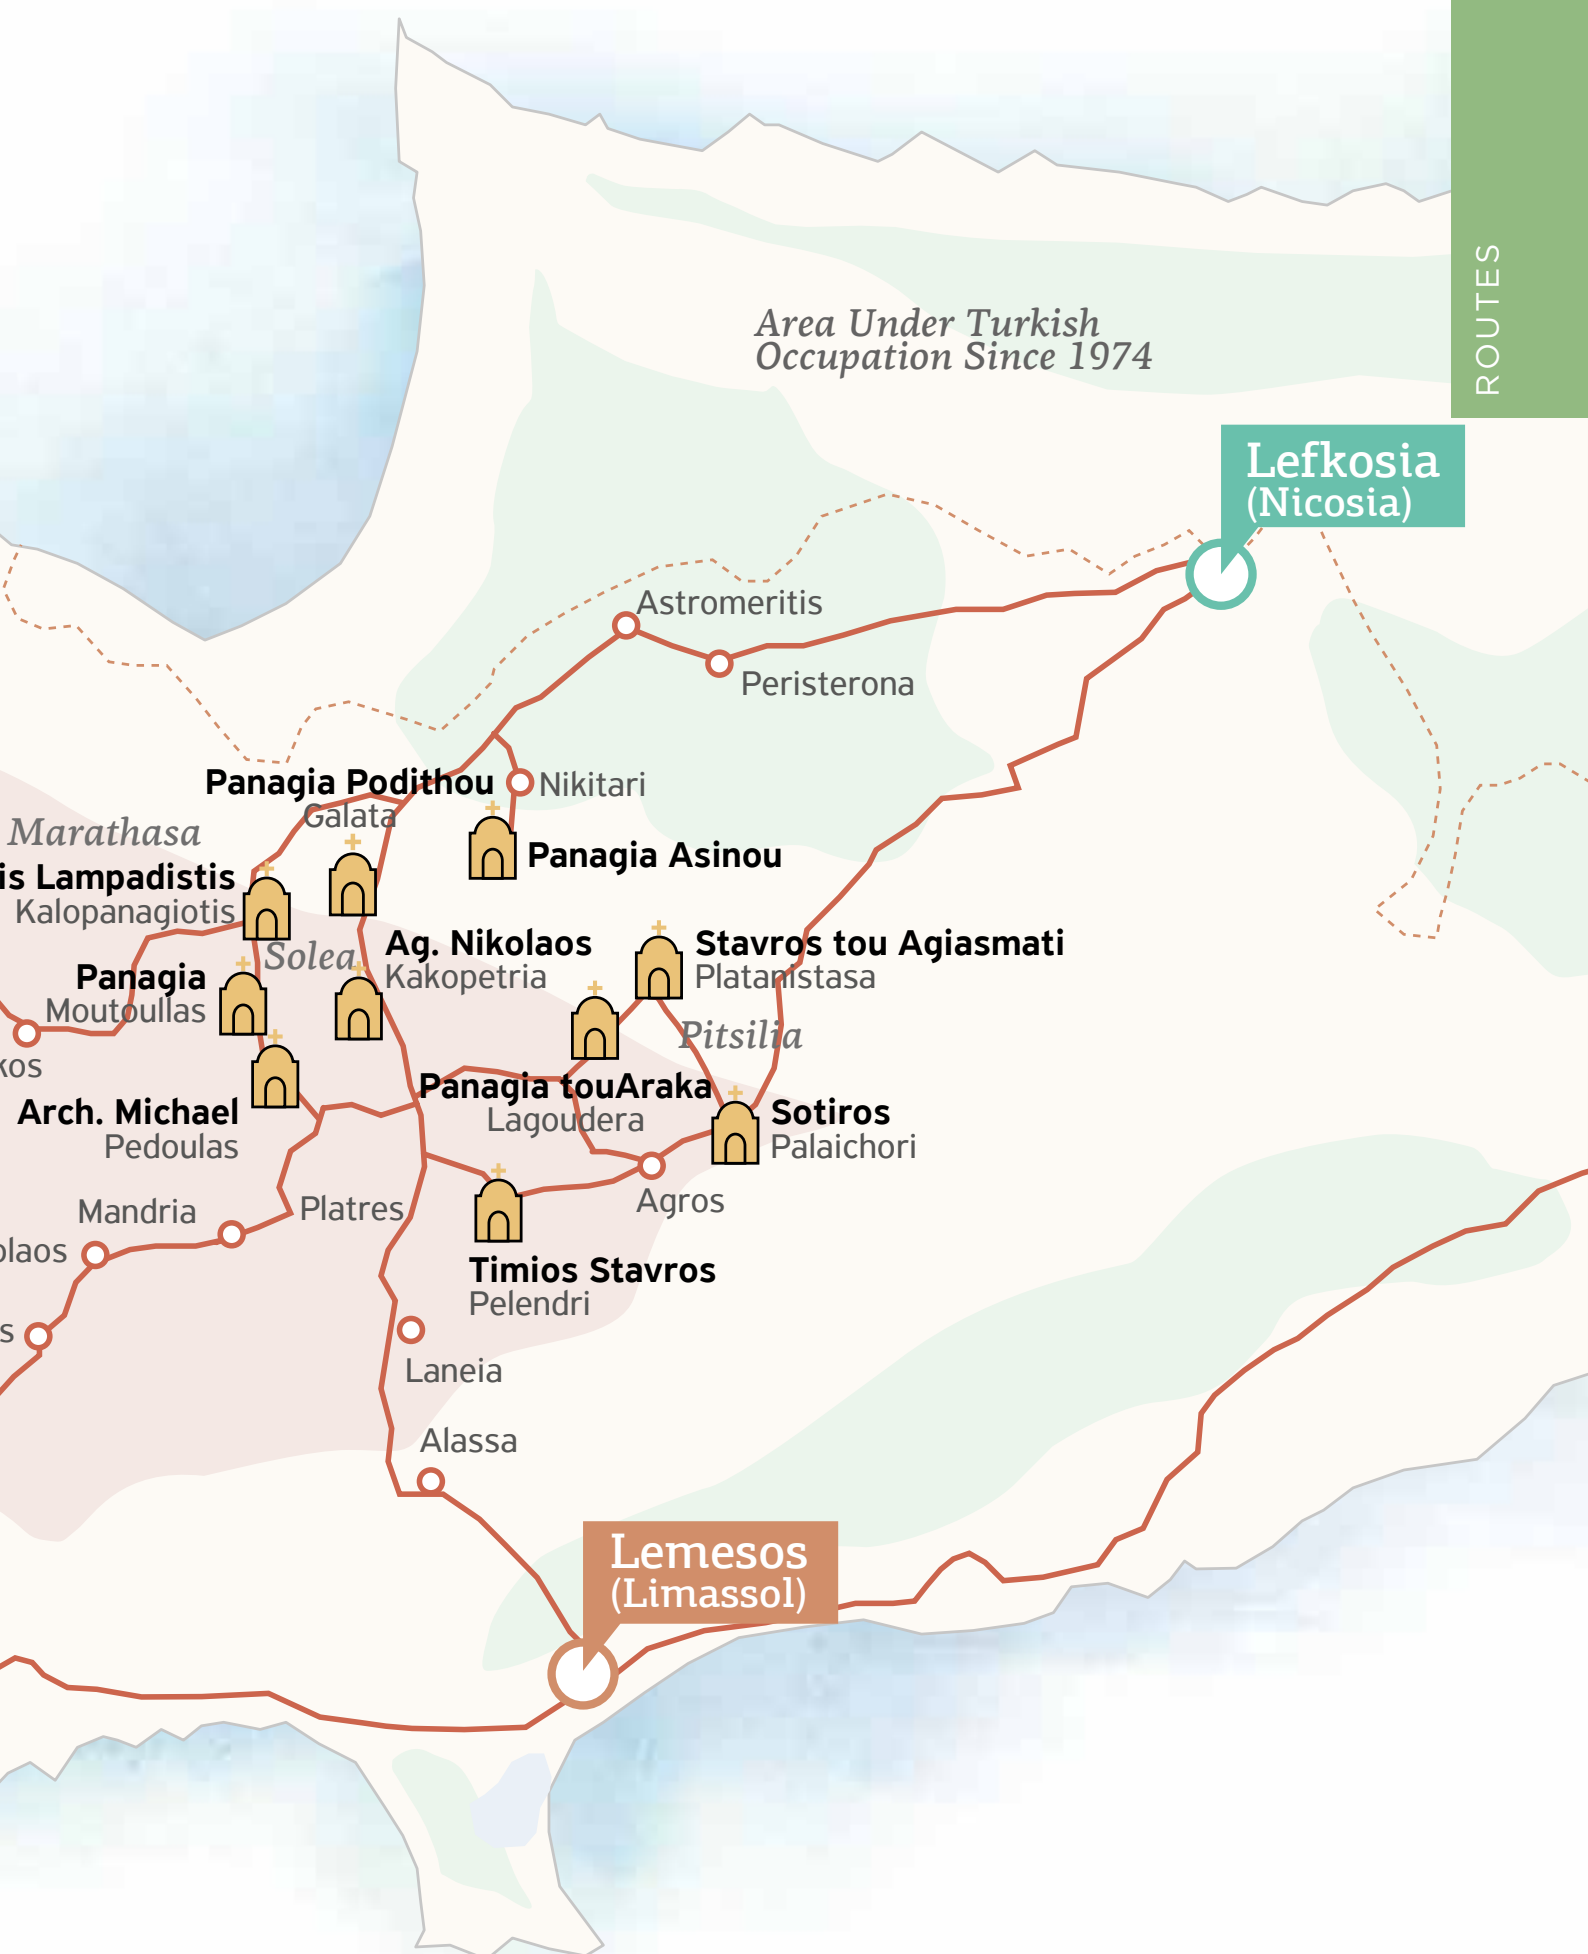 ROUTES
Area Under Turkish
Occupation Since 1974
Lefkosia
(Nicosia)
Astromeritis
Peristerona
Panagia Podithou
Galata
Nikitari
Marathasa
Panagia Asinou
is Lampadistis
Kalopanagiotis
Solea
Ag. Nikolaos
Kakopetria
Stavros tou Agiasmati
Platanistasa
Panagia
Moutoullas
Pitsilia
kos
Panagia touAraka
Lagoudera
Arch. Michael
Pedoulas
Sotiros
Palaichori
Mandria
Platres
Agros
olaos
Timios Stavros
Pelendri
s
Laneia
Alassa
Lemesos
(Limassol)